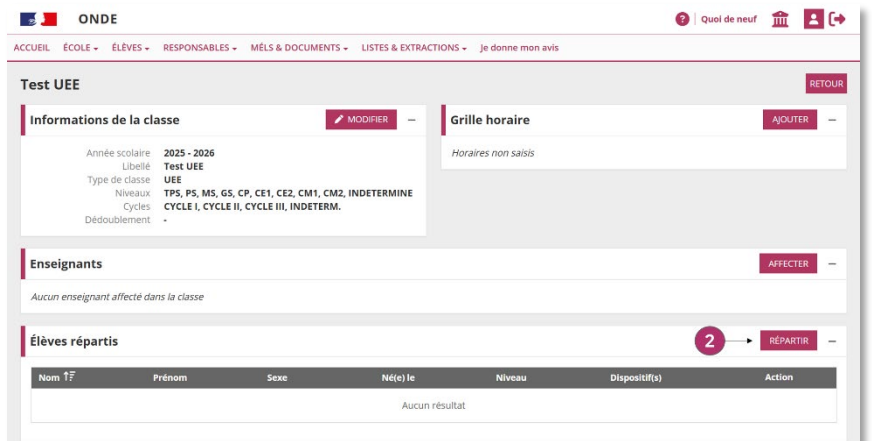 ONDE
? Quoi de neuf
ACCUEIL ÉCOLE ÉLÈVES RESPONSABLES MÉLS & DOCUMENTS LISTES & EXTRACTIONS Je donne mon avis
Test UEE
RETOUR
Informations de la classe
MODIFIER
Année scolaire 2025 - 2026
Libellé Test UEE
Type de classe UEE
Niveaux TPS, PS, MS, GS, CP, CE1, CE2, CM1, CM2, INDETERMINE
Cycles CYCLE I, CYCLE II, CYCLE III, INDETERM.
Dédoublement -
Grille horaire
AJOUTER
Horaires non saisis
Enseignants
AFFECTER
Aucun enseignant affecté dans la classe
Élèves répartis
2
RÉPARTIR
Nom Prénom Sexe Né(e) le Niveau Dispositif(s) Action
Aucun résultat